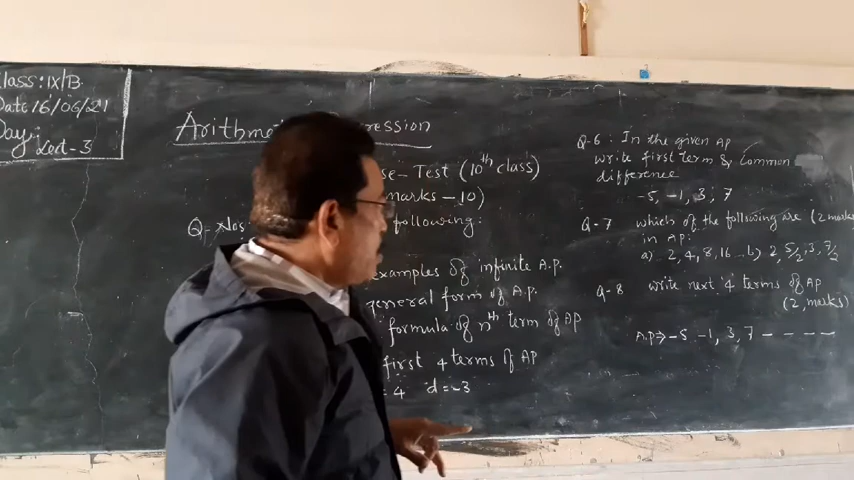 Class: IX/B
Date 16/06/21
Day:
Lect-3
Arithme ression
se-Test (10th class)
marks-10)
Q-Nos following:
examples of infinite A.P.
general form of A.P.
formula of nth term of AP
first 4 terms of AP
= 4 d=-3
Q-6: In the given AP
write first term & Common
difference
-5, -1, 3, 7
Q-7 which of the following are (2 marks
in AP:
a) 2, 4, 8, 16 .. b) 2, 5/2, 3, 7/2
Q-8 write next '4' terms of AP
(2, marks)
A.P→ -5 -1, 3, 7 - - - -